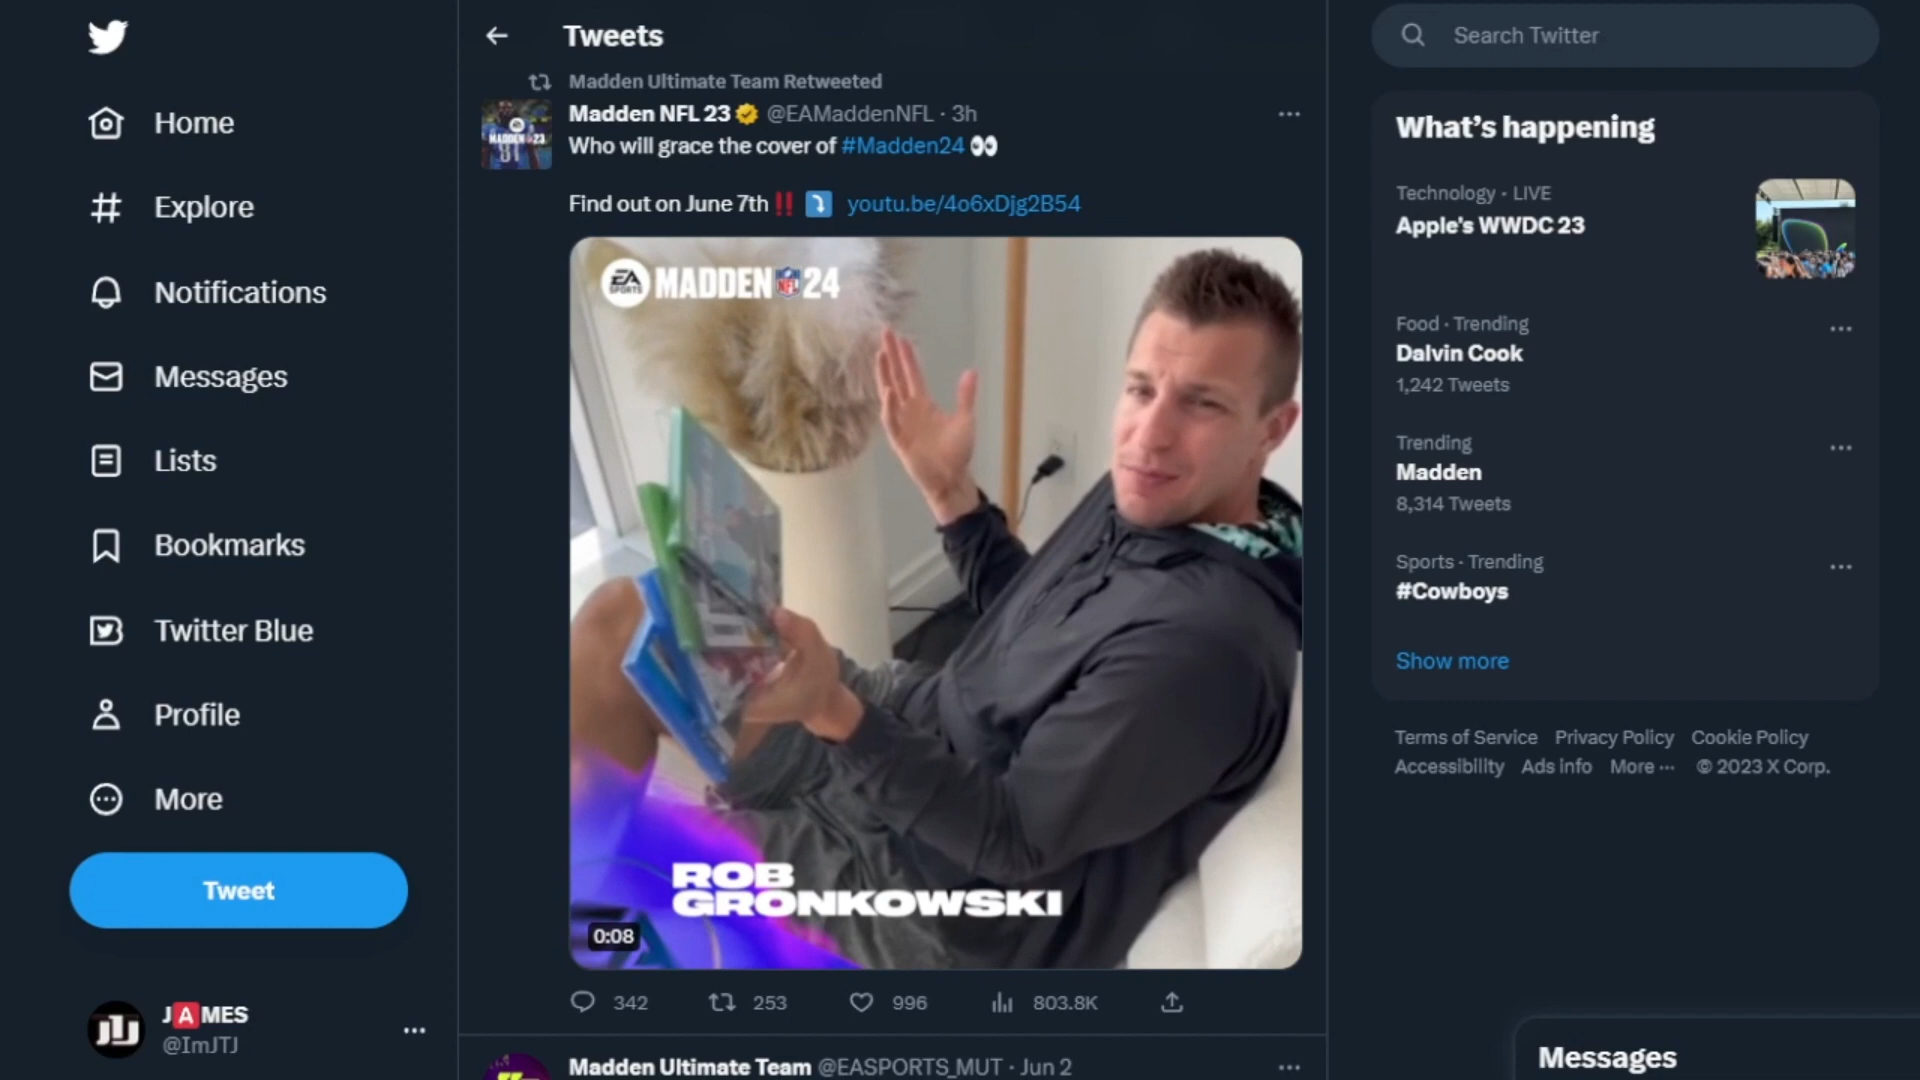 Home
Explore
Notifications
Messages
Lists
Bookmarks
Twitter Blue
Profile
More
Tweet
JAMES
@ImJTJ
Tweets
Madden Ultimate Team Retweeted
Madden NFL 23 @EAMaddenNFL · 3h
Who will grace the cover of #Madden24 👀
Find out on June 7th ‼️ ⤵️ youtu.be/4o6xDjg2B54
EA SPORTS MADDEN NFL 24
MADDEN 23
ROB
GRONKOWSKI
0:08
342 253 996 803.8K
Madden Ultimate Team @EASPORTS_MUT · Jun 2
Search Twitter
What's happening
Technology · LIVE
Apple's WWDC 23
Food · Trending
Dalvin Cook
1,242 Tweets
Trending
Madden
8,314 Tweets
Sports · Trending
#Cowboys
Show more
Terms of Service Privacy Policy Cookie Policy
Accessibility Ads info More ··· © 2023 X Corp.
Messages